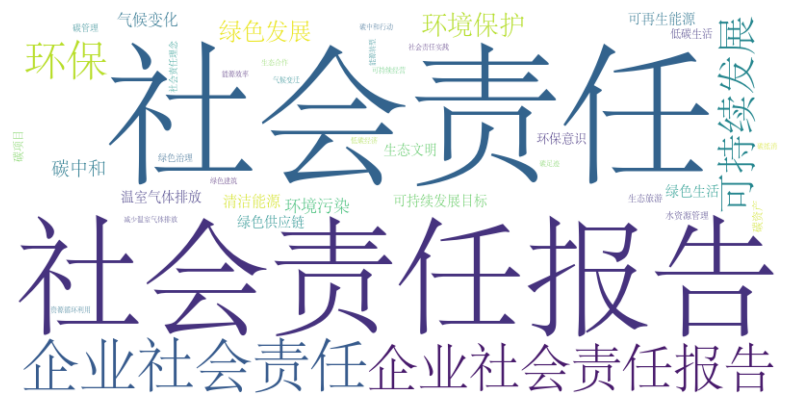 碳管理
气候变化
绿色发展
碳中和行动
环境保护
可再生能源
低碳生活
环保
社会责任理念
社会责任
社会责任实践
可持续发展
能源效率
生态合作
可持续经营
碳项目
碳中和
绿色治理
生态文明
环保意识
碳足迹
温室气体排放
绿色建筑
清洁能源
环境污染
可持续发展目标
生态旅游
绿色生活
减少温室气体排放
绿色供应链
水资源管理
碳资产
社会责任报告
资源循环利用
企业社会责任
企业社会责任报告